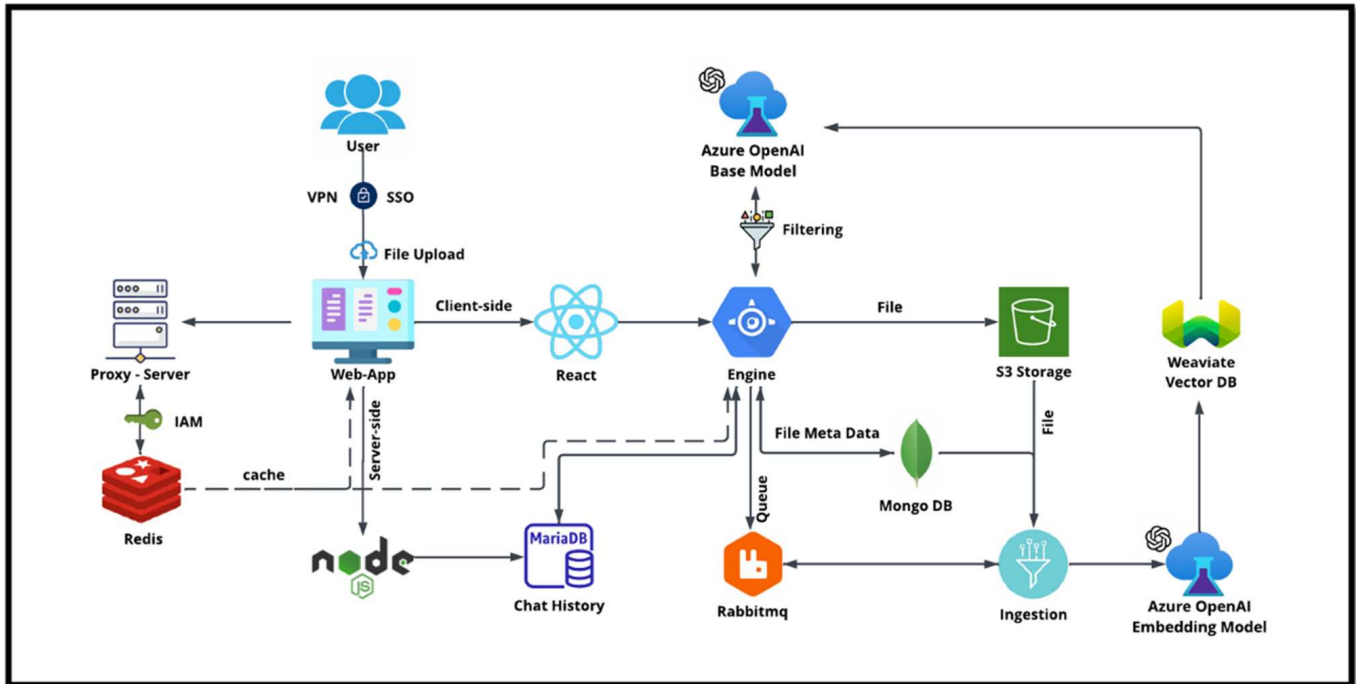 User
VPN
SSO
File Upload
Azure OpenAI
Base Model
Filtering
Proxy - Server
Web-App
Client-side
React
Engine
File
S3 Storage
Weaviate
Vector DB
IAM
Redis
cache
Server-side
node
JS
MariaDB
Chat History
File Meta Data
Mongo DB
Queue
Rabbitmq
File
Ingestion
Azure OpenAI
Embedding Model